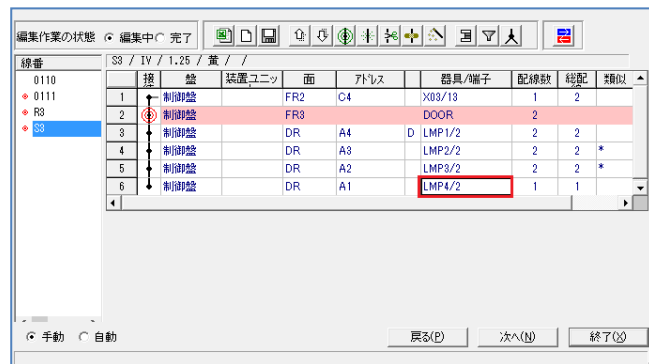 編集作業の状態 編集中 完了
線番 S3 / IV / 1.25 / 黄 / /
0110
0111
R3
S3
盤 装置ユニッ 面 アドレス 器具/端子 配線数 総配 類似
1 制御盤 FR2 C4 X03/13 1 2
2 制御盤 FR3 DOOR 2
3 制御盤 DR A4 D LMP1/2 2 2
4 制御盤 DR A3 LMP2/2 2 2 *
5 制御盤 DR A2 LMP3/2 2 2 *
6 制御盤 DR A1 LMP4/2 1 1
手動 自動 戻る(P) 次へ(N) 終了(X)